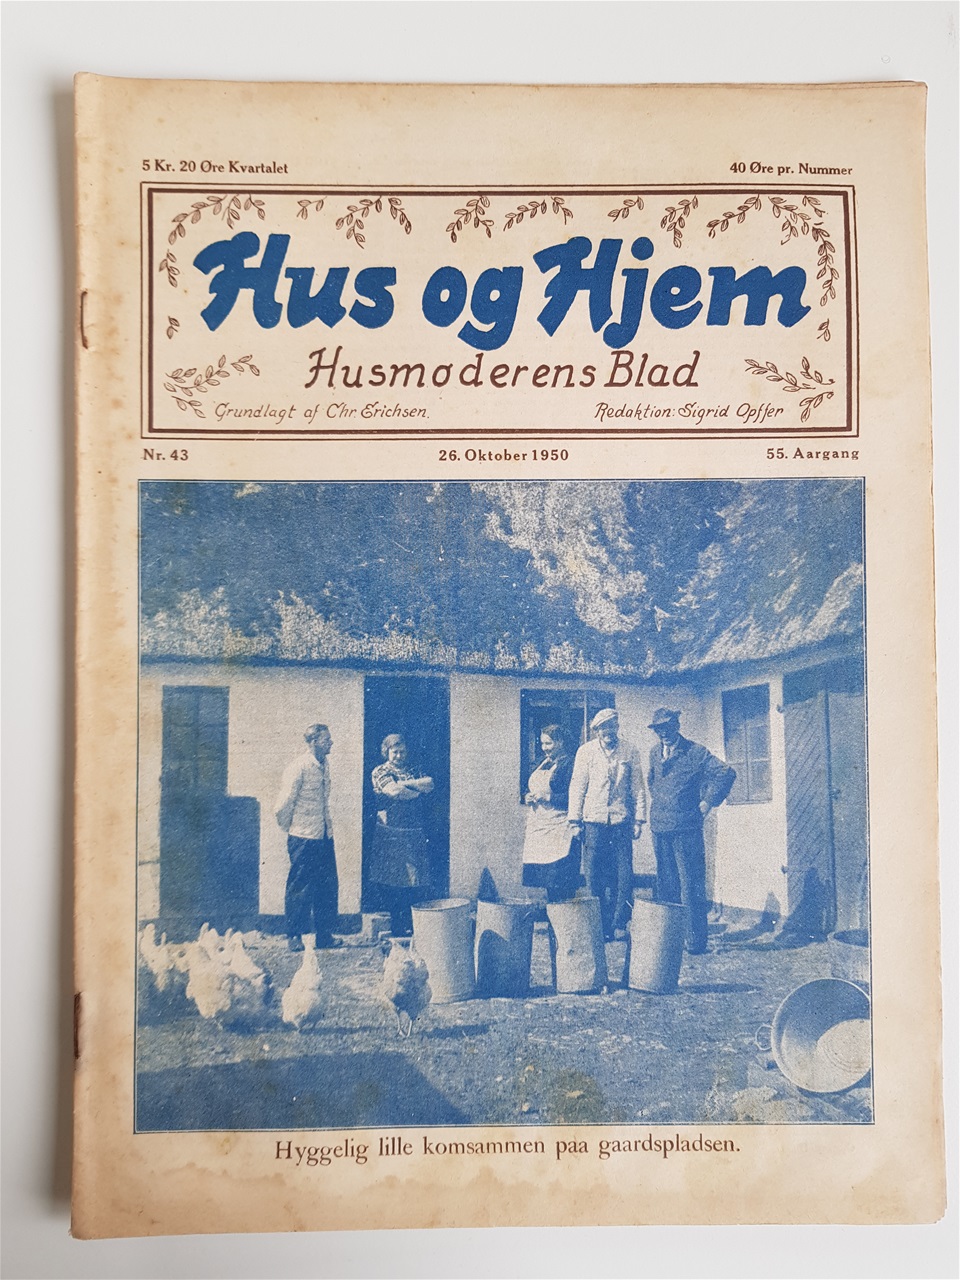 5 Kr. 20 Øre Kvartalet
40 Øre pr. Nummer
Hus og Hjem
Husmøderens Blad
Grundlagt af Chr. Erichsen.
Redaktion: Sigrid Opffer
Nr. 43
26. Oktober 1950
55. Aargang
Hyggelig lille komsammen paa gaardspladsen.